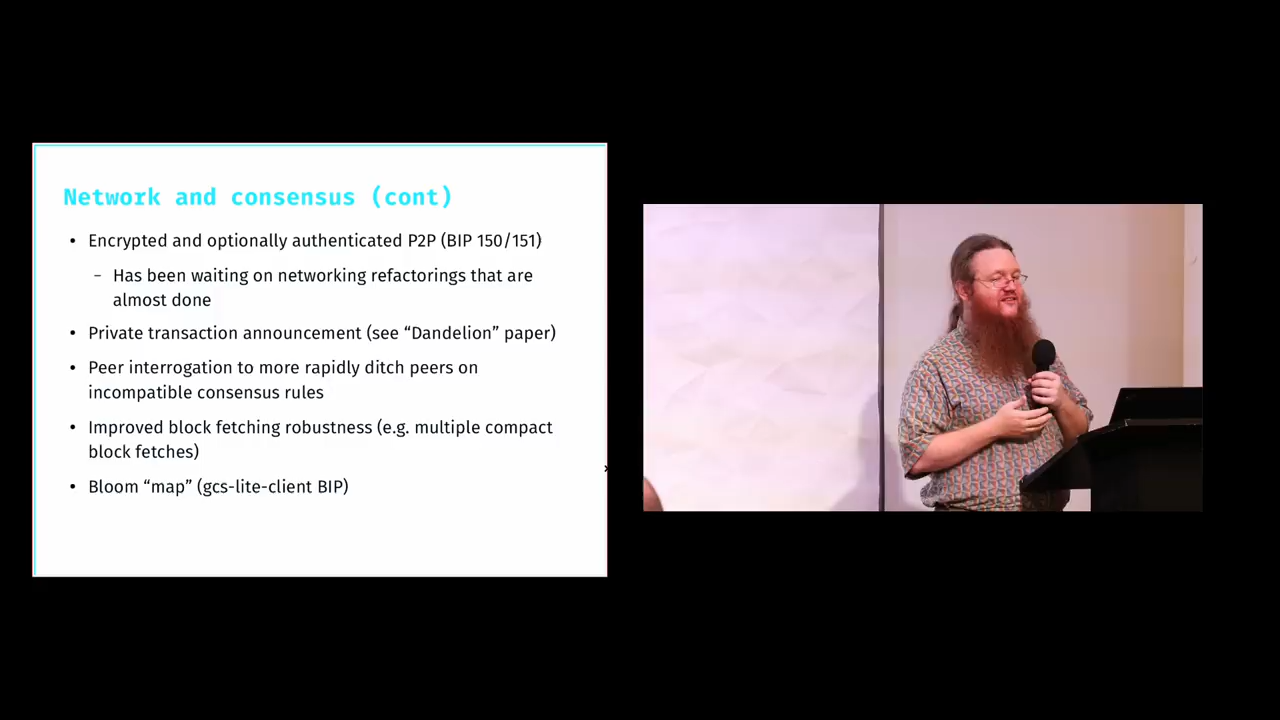 Network and consensus (cont)
• Encrypted and optionally authenticated P2P (BIP 150/151)
– Has been waiting on networking refactorings that are
almost done
• Private transaction announcement (see “Dandelion” paper)
• Peer interrogation to more rapidly ditch peers on
incompatible consensus rules
• Improved block fetching robustness (e.g. multiple compact
block fetches)
• Bloom “map” (gcs-lite-client BIP)